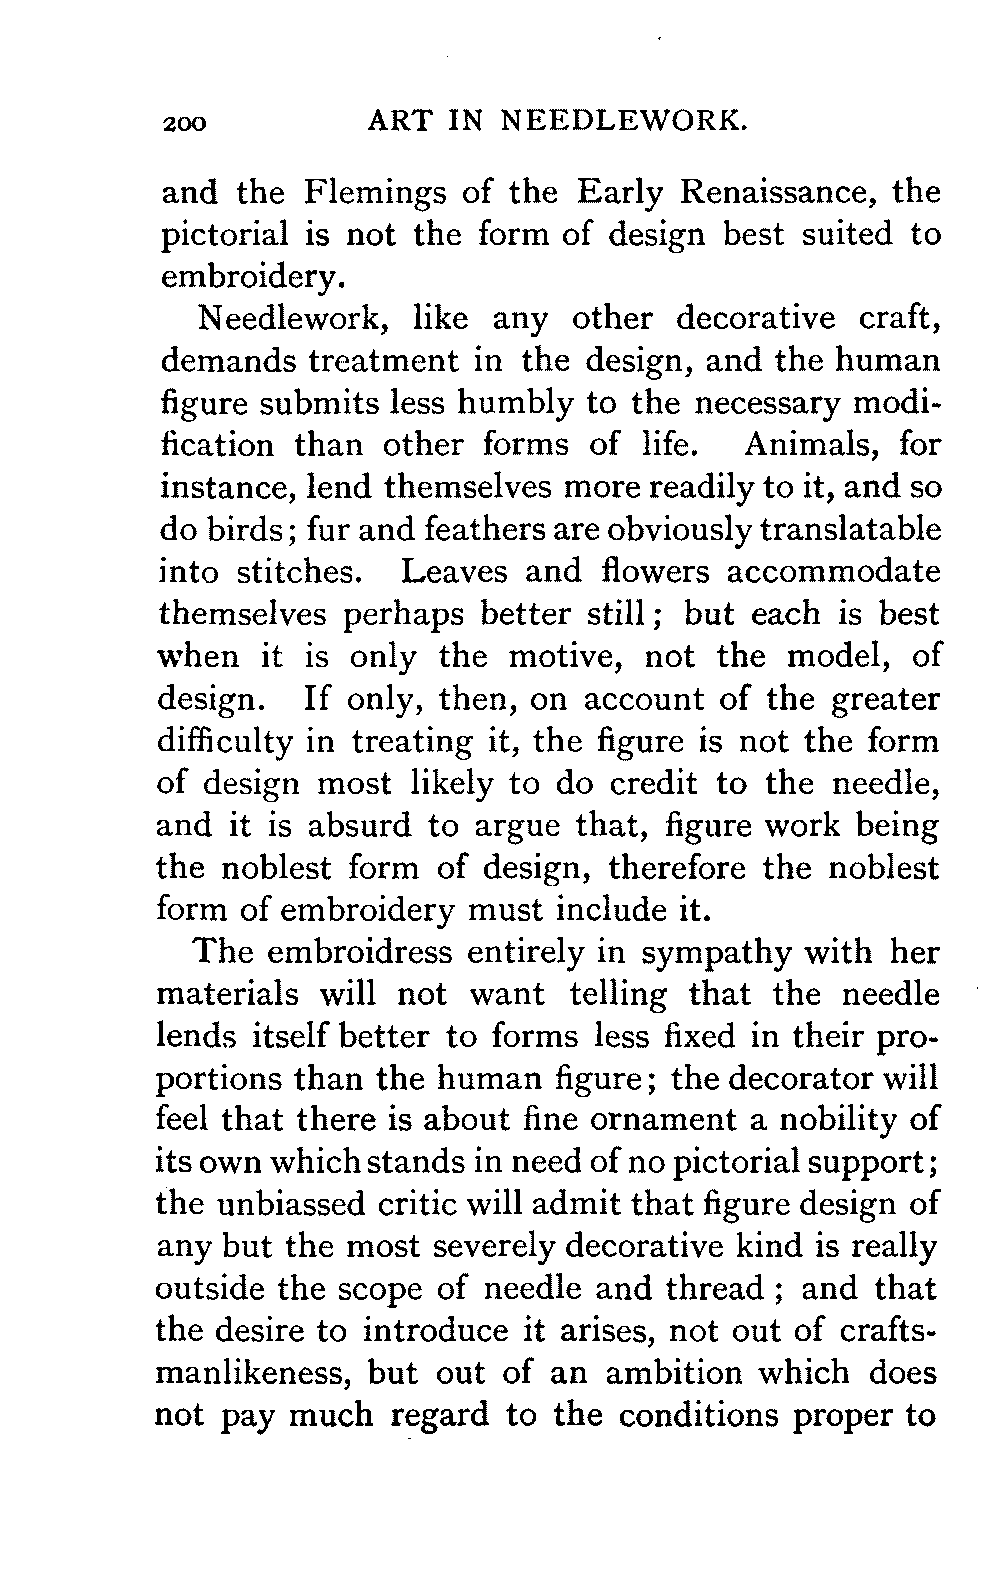 200 ART IN NEEDLEWORK.
and the Flemings of the Early Renaissance, the
pictorial is not the form of design best suited to
embroidery.
Needlework, like any other decorative craft,
demands treatment in the design, and the human
figure submits less humbly to the necessary modi-
fication than other forms of life. Animals, for
instance, lend themselves more readily to it, and so
do birds; fur and feathers are obviously translatable
into stitches. Leaves and flowers accommodate
themselves perhaps better still; but each is best
when it is only the motive, not the model, of
design. If only, then, on account of the greater
difficulty in treating it, the figure is not the form
of design most likely to do credit to the needle,
and it is absurd to argue that, figure work being
the noblest form of design, therefore the noblest
form of embroidery must include it.
The embroidress entirely in sympathy with her
materials will not want telling that the needle
lends itself better to forms less fixed in their pro-
portions than the human figure; the decorator will
feel that there is about fine ornament a nobility of
its own which stands in need of no pictorial support;
the unbiassed critic will admit that figure design of
any but the most severely decorative kind is really
outside the scope of needle and thread; and that
the desire to introduce it arises, not out of crafts-
manlikeness, but out of an ambition which does
not pay much regard to the conditions proper to